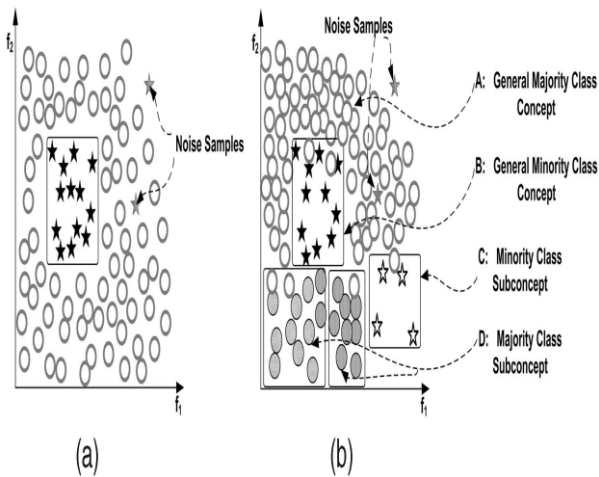 f₂
Noise Samples
f₁
(a)
Noise Samples
f₂
A: General Majority Class
Concept
B: General Minority Class
Concept
C: Minority Class
Subconcept
D: Majority Class
Subconcept
f₁
(b)